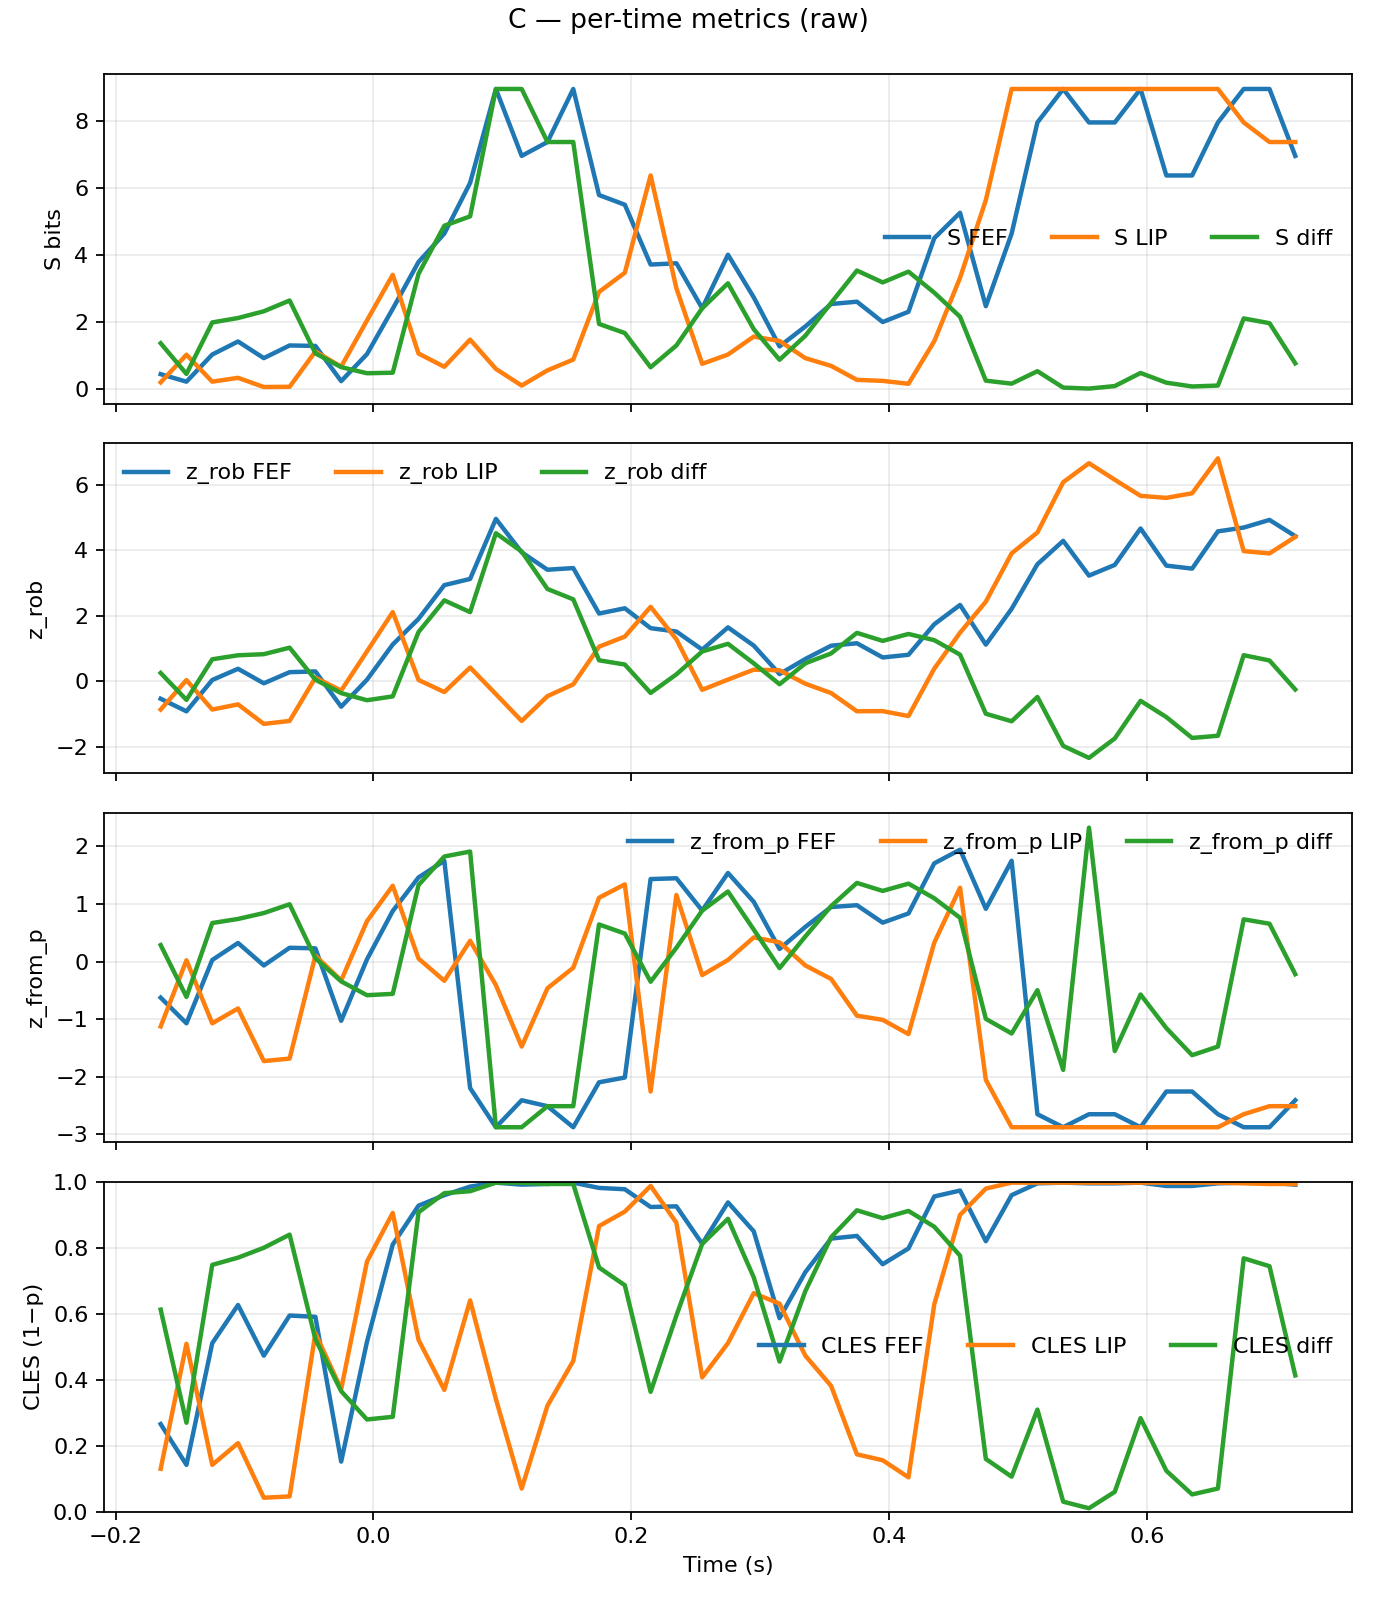 C — per-time metrics (raw)
8
6
4
2
0
S bits
S FEF
S LIP
S diff
6
4
2
0
−2
z_rob
z_rob FEF
z_rob LIP
z_rob diff
2
1
0
−1
−2
−3
z_from_p
z_from_p FEF
z_from_p LIP
z_from_p diff
1.0
0.8
0.6
0.4
0.2
0.0
CLES (1−p)
CLES FEF
CLES LIP
CLES diff
−0.2
0.0
0.2
0.4
0.6
Time (s)